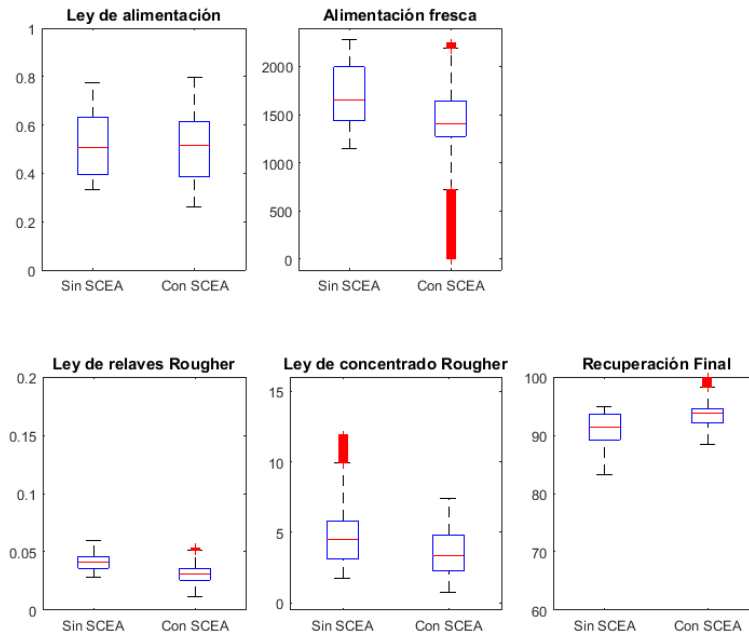 Ley de alimentación
1
0.8
0.6
0.4
0.2
0
Sin SCEA
Con SCEA
Alimentación fresca
2000
1500
1000
500
0
Sin SCEA
Con SCEA
Ley de relaves Rougher
0.2
0.15
0.1
0.05
0
Sin SCEA
Con SCEA
Ley de concentrado Rougher
15
10
5
0
Sin SCEA
Con SCEA
Recuperación Final
100
90
80
70
60
Sin SCEA
Con SCEA